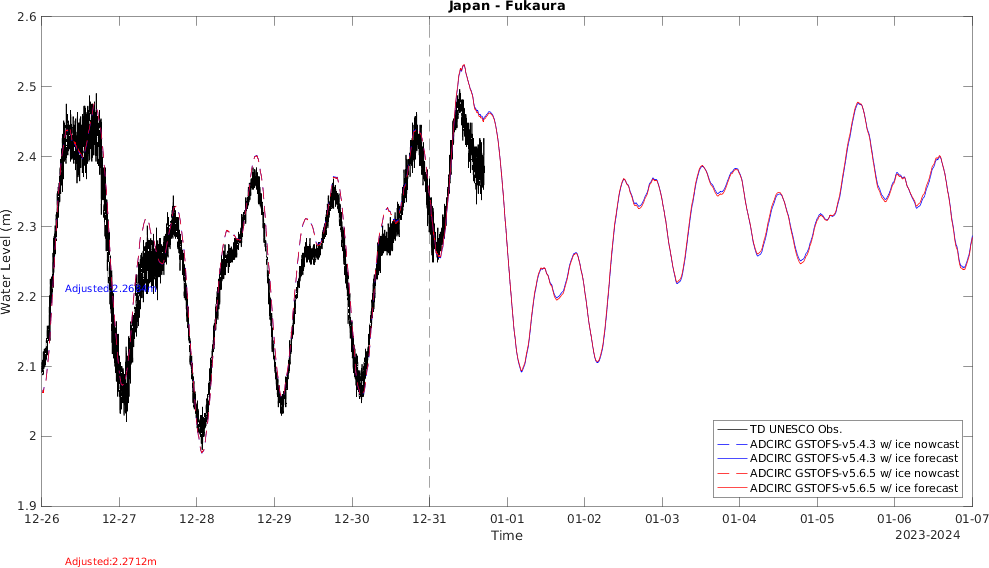 Japan - Fukaura
2.6
2.5
2.4
2.3
2.2
2.1
2
1.9
Water Level (m)
Adjusted:2.26
12-26
12-27
12-28
12-29
12-30
12-31
01-01
01-02
01-03
01-04
01-05
01-06
01-07
Time
2023-2024
TD UNESCO Obs.
ADCIRC GSTOFS-v5.4.3 w/ ice nowcast
ADCIRC GSTOFS-v5.4.3 w/ ice forecast
ADCIRC GSTOFS-v5.6.5 w/ ice nowcast
ADCIRC GSTOFS-v5.6.5 w/ ice forecast
Adjusted:2.2712m